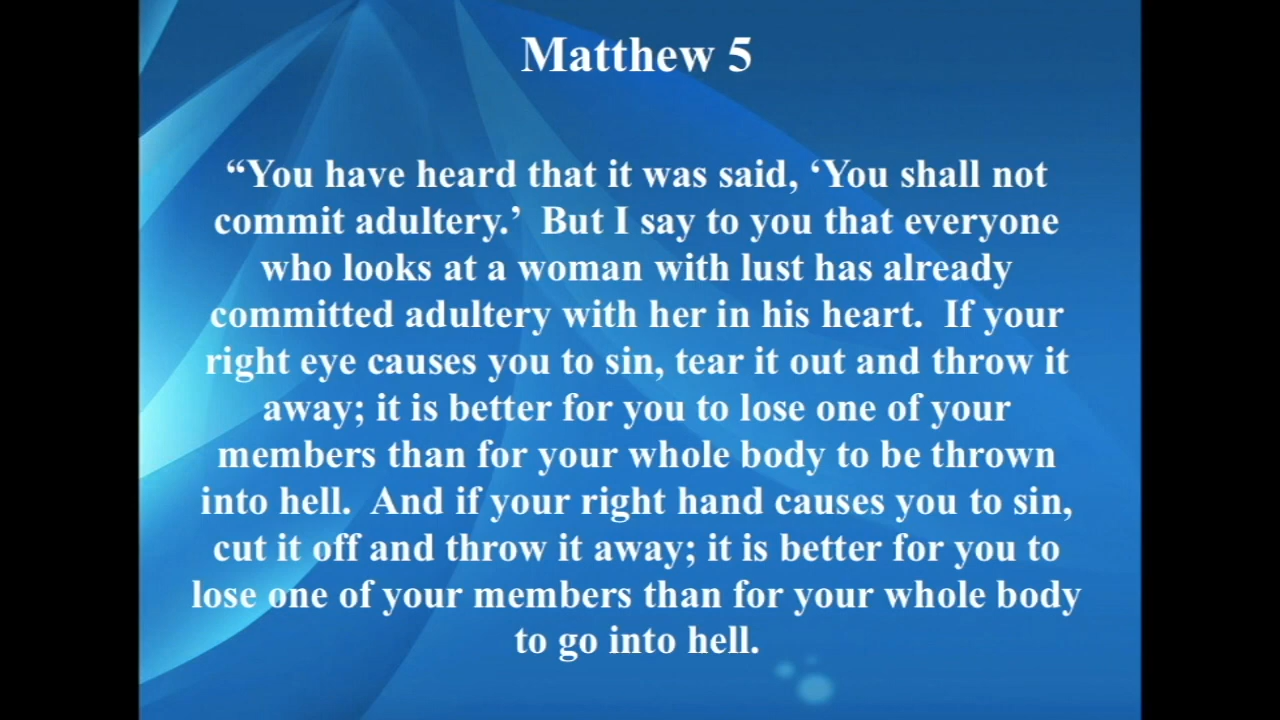 Matthew 5
“You have heard that it was said, ‘You shall not
commit adultery.’  But I say to you that everyone
who looks at a woman with lust has already
committed adultery with her in his heart.  If your
right eye causes you to sin, tear it out and throw it
away; it is better for you to lose one of your
members than for your whole body to be thrown
into hell.  And if your right hand causes you to sin,
cut it off and throw it away; it is better for you to
lose one of your members than for your whole body
to go into hell.